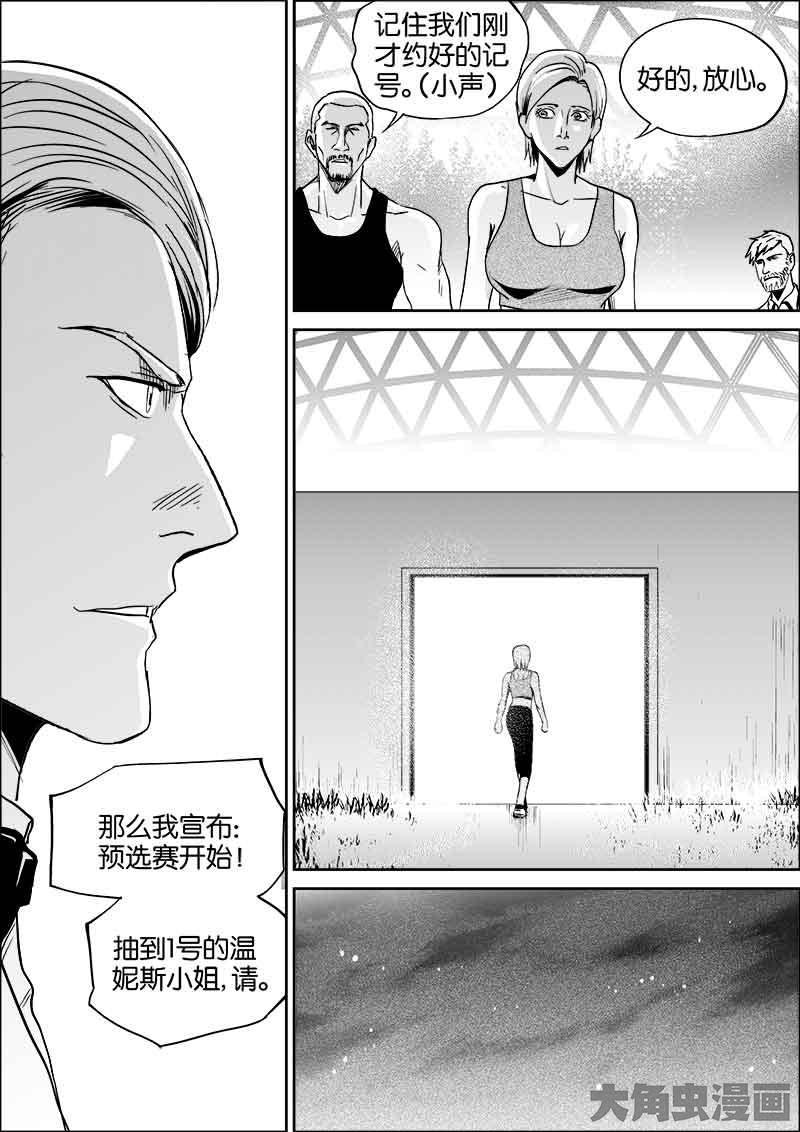 记住我们刚
才约好的记
号。(小声)
好的,放心。
那么我宣布:
预选赛开始!
抽到1号的温
妮斯小姐,请。
大角虫漫画